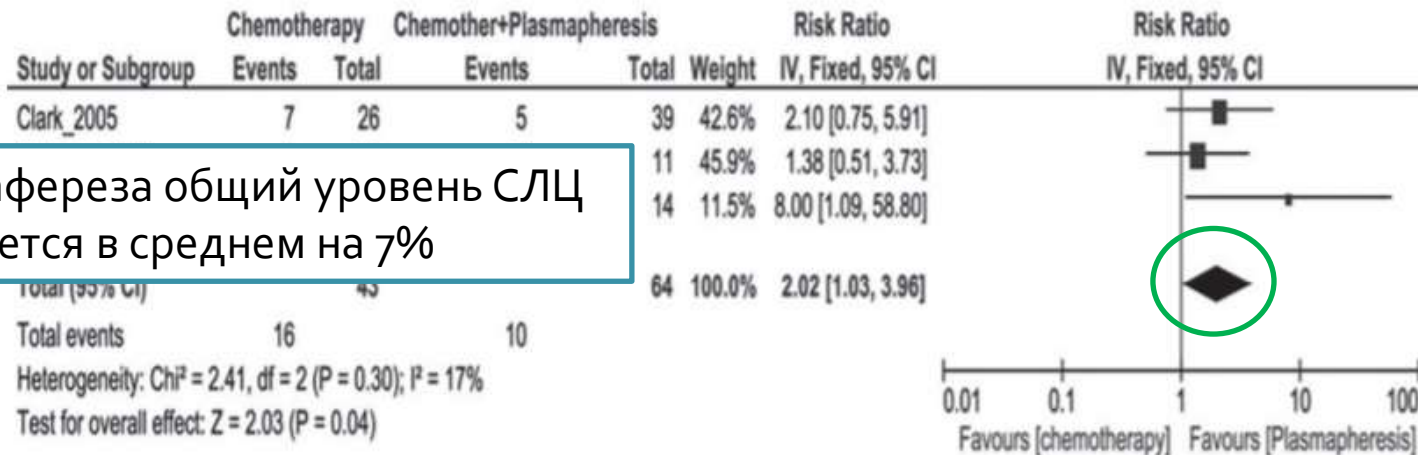 Chemotherapy Chemother+Plasmapheresis Risk Ratio Risk Ratio
Study or Subgroup Events Total Events Total Weight IV, Fixed, 95% CI IV, Fixed, 95% CI
Clark_2005 7 26 5 39 42.6% 2.10 [0.75, 5.91]
11 45.9% 1.38 [0.51, 3.73]
14 11.5% 8.00 [1.09, 58.80]
афереза общий уровень СЛЦ
ется в среднем на 7%
Total (95% CI) 43 64 100.0% 2.02 [1.03, 3.96]
Total events 16 10
Heterogeneity: Chi² = 2.41, df = 2 (P = 0.30); I² = 17%
Test for overall effect: Z = 2.03 (P = 0.04)
0.01 0.1 1 10 100
Favours [chemotherapy] Favours [Plasmapheresis]